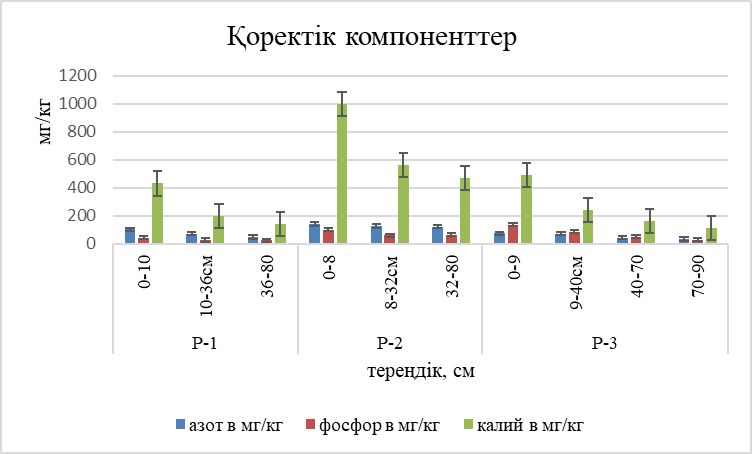 Қоректік компоненттер
мг/кг
1200
1000
800
600
400
200
0
0-10
10-36см
36-80
0-8
8-32см
32-80
0-9
9-40см
40-70
70-90
Р-1
Р-2
Р-3
тереңдік, см
азот в мг/кг
фосфор в мг/кг
калий в мг/кг